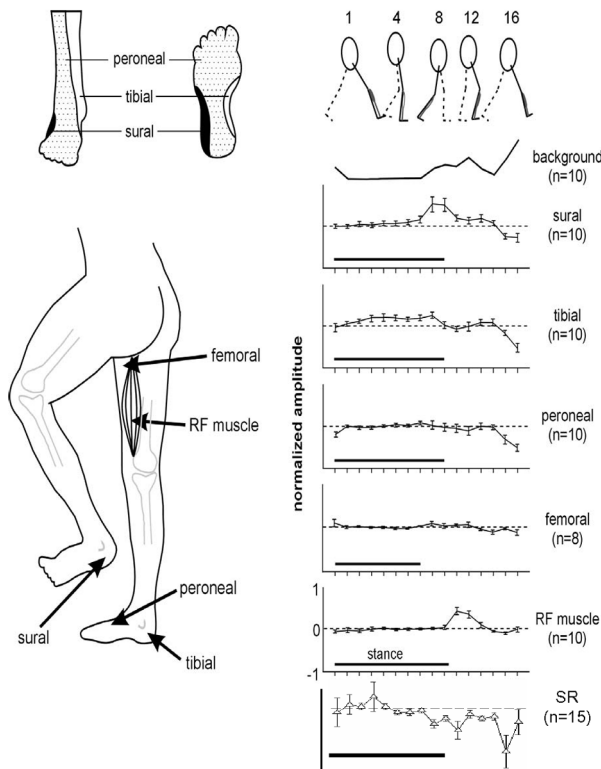 peroneal
tibial
sural
femoral
RF muscle
peroneal
sural
tibial
1 4 8 12 16
background
(n=10)
sural
(n=10)
tibial
(n=10)
peroneal
(n=10)
femoral
(n=8)
RF muscle
(n=10)
SR
(n=15)
normalized amplitude
1
0
-1
stance